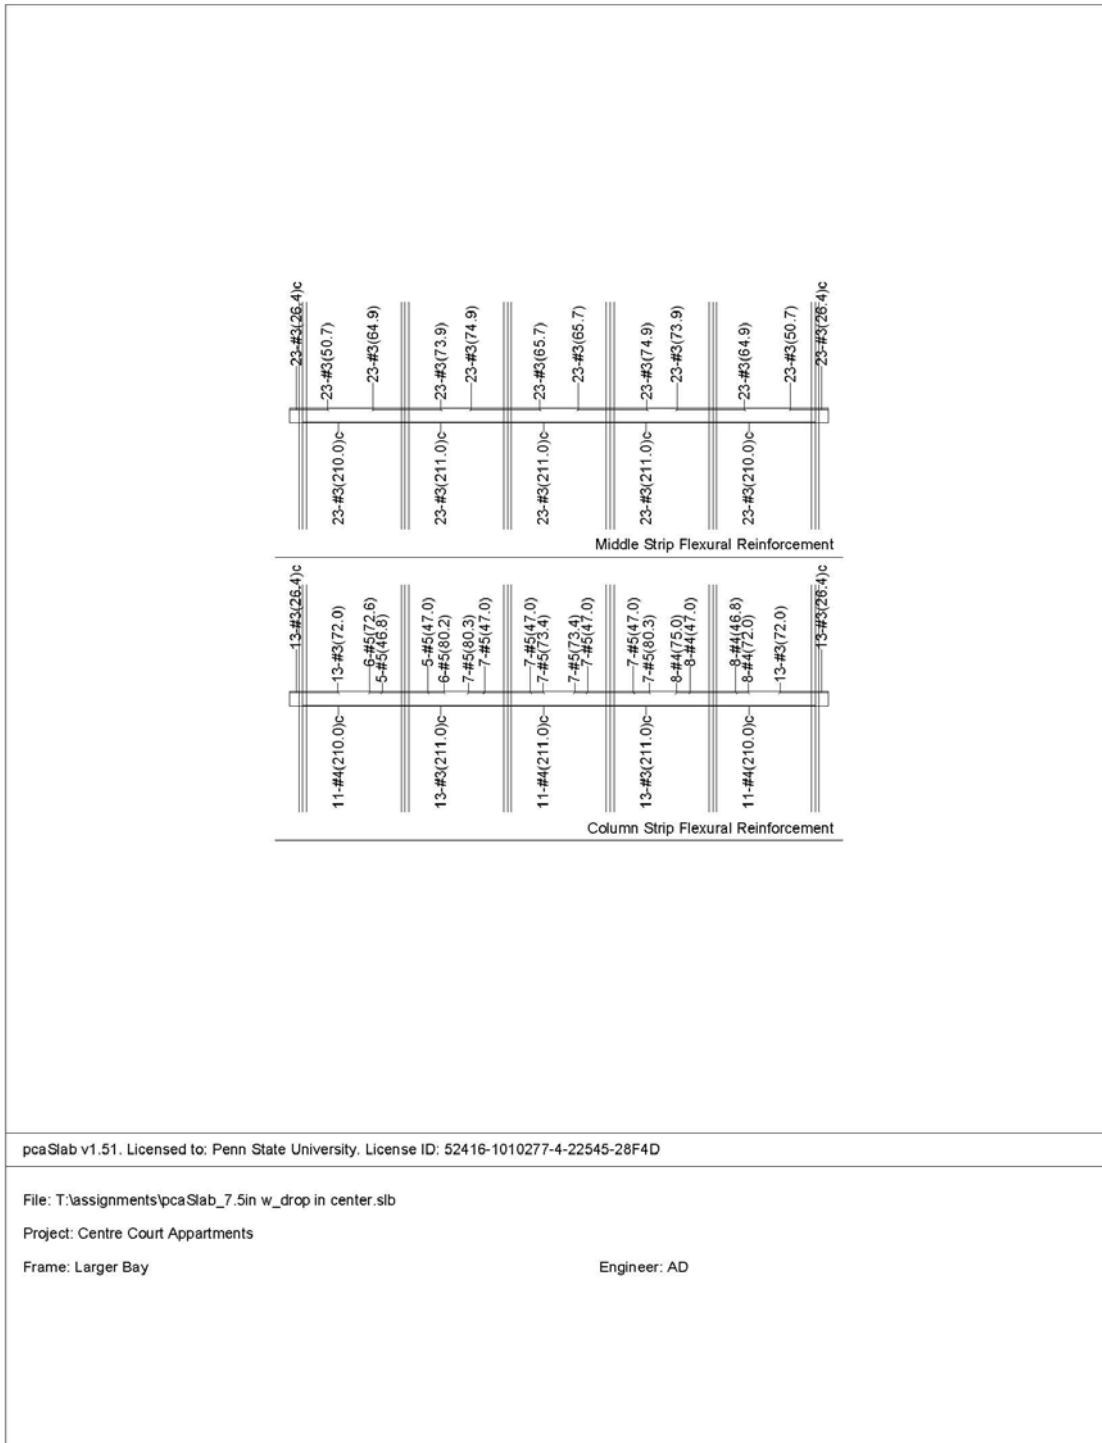 23-#3(26.4)c
23-#3(50.7)
23-#3(64.9)
23-#3(73.9)
23-#3(74.9)
23-#3(65.7)
23-#3(65.7)
23-#3(74.9)
23-#3(73.9)
23-#3(64.9)
23-#3(50.7)
23-#3(26.4)c
23-#3(210.0)c
23-#3(211.0)c
23-#3(211.0)c
23-#3(211.0)c
23-#3(210.0)c
Middle Strip Flexural Reinforcement
13-#3(26.4)c
13-#3(72.0)
6-#5(72.6)
5-#5(46.8)
5-#5(47.0)
6-#5(80.2)
7-#5(80.3)
7-#5(47.0)
7-#5(47.0)
7-#5(73.4)
7-#5(73.4)
7-#5(47.0)
7-#5(47.0)
7-#5(80.3)
8-#4(75.0)
8-#4(47.0)
8-#4(46.8)
8-#4(72.0)
13-#3(72.0)
13-#3(26.4)c
11-#4(210.0)c
13-#3(211.0)c
11-#4(211.0)c
13-#3(211.0)c
11-#4(210.0)c
Column Strip Flexural Reinforcement
pcaSlab v1.51. Licensed to: Penn State University. License ID: 52416-1010277-4-22545-28F4D
File: T:\assignments\pcaSlab_7.5in w_drop in center.slb
Project: Centre Court Appartments
Frame: Larger Bay
Engineer: AD